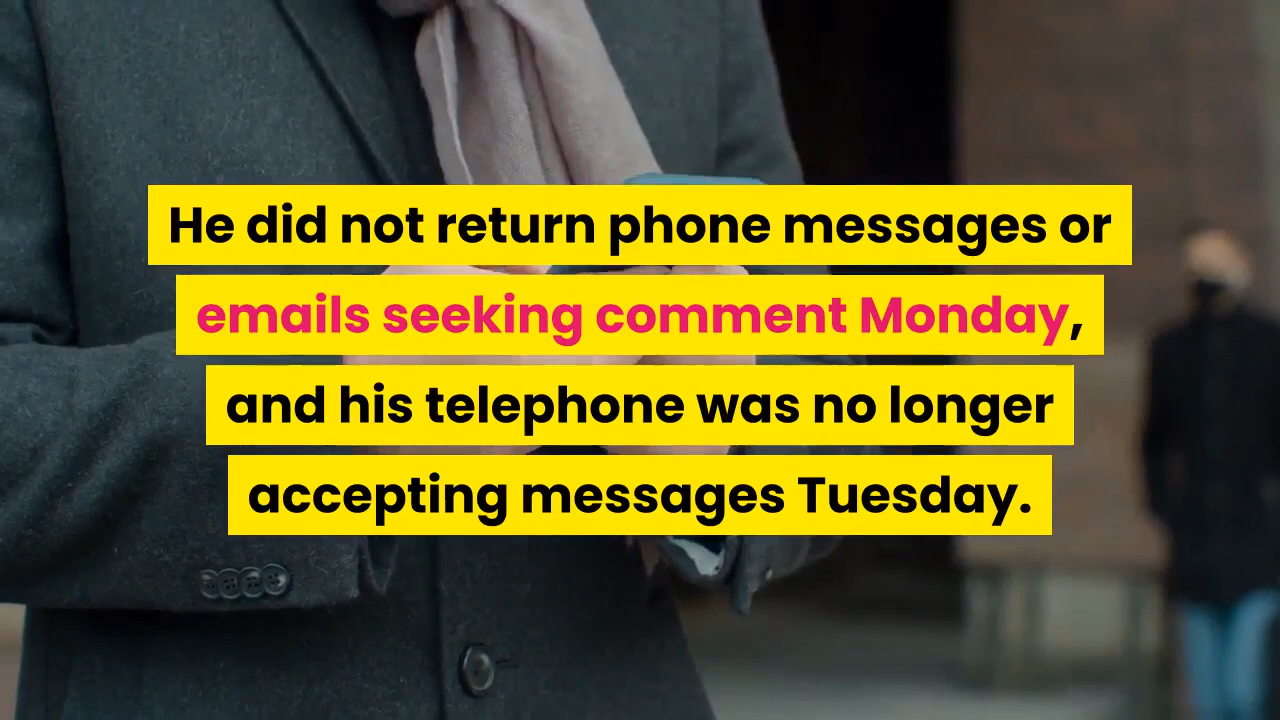 He did not return phone messages or
emails seeking comment Monday,
and his telephone was no longer
accepting messages Tuesday.